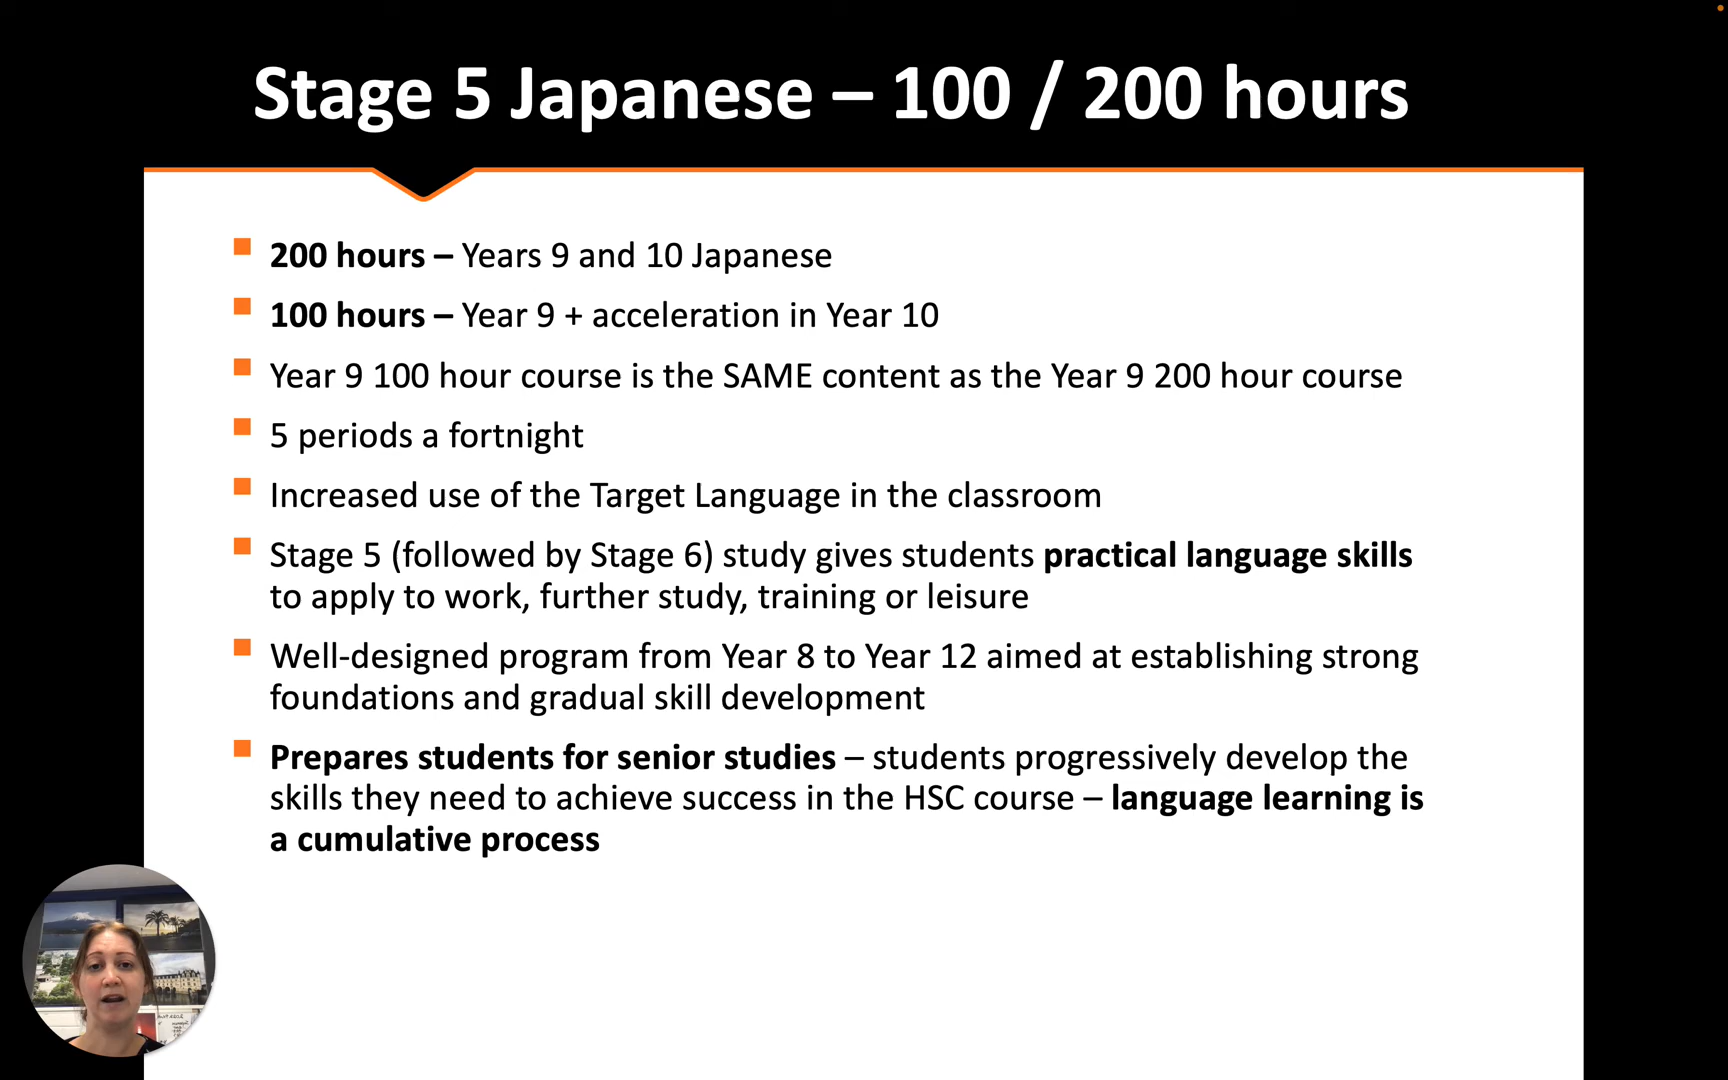 Stage 5 Japanese – 100 / 200 hours
200 hours – Years 9 and 10 Japanese
100 hours – Year 9 + acceleration in Year 10
Year 9 100 hour course is the SAME content as the Year 9 200 hour course
5 periods a fortnight
Increased use of the Target Language in the classroom
Stage 5 (followed by Stage 6) study gives students practical language skills
to apply to work, further study, training or leisure
Well-designed program from Year 8 to Year 12 aimed at establishing strong
foundations and gradual skill development
Prepares students for senior studies – students progressively develop the
skills they need to achieve success in the HSC course – language learning is
a cumulative process